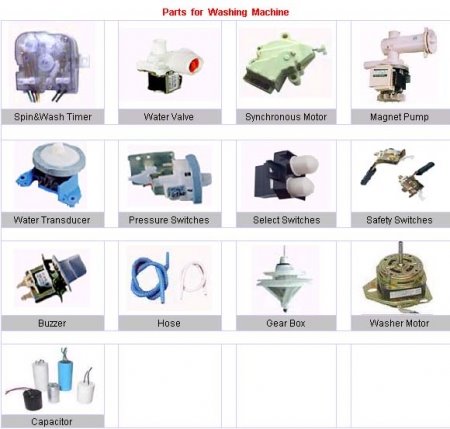 Parts for Washing Machine
Spin&Wash Timer
Water Valve
Synchronous Motor
Magnet Pump
Water Transducer
Pressure Switches
Select Switches
Safety Switches
Buzzer
Hose
Gear Box
Washer Motor
Capacitor